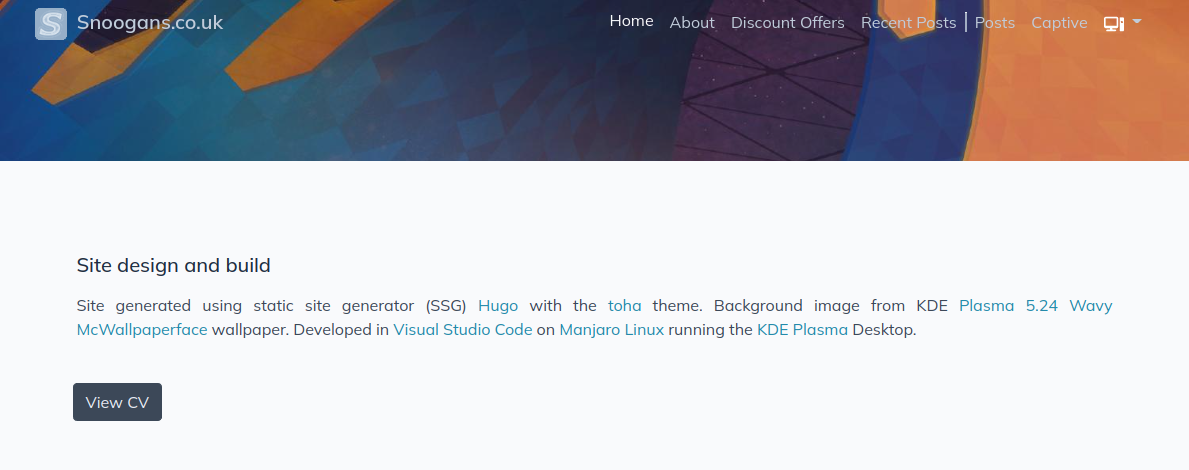 S Snoogans.co.uk Home About Discount Offers Recent Posts Posts Captive
Site design and build
Site generated using static site generator (SSG) Hugo with the toha theme. Background image from KDE Plasma 5.24 Wavy
McWallpaperface wallpaper. Developed in Visual Studio Code on Manjaro Linux running the KDE Plasma Desktop.
View CV